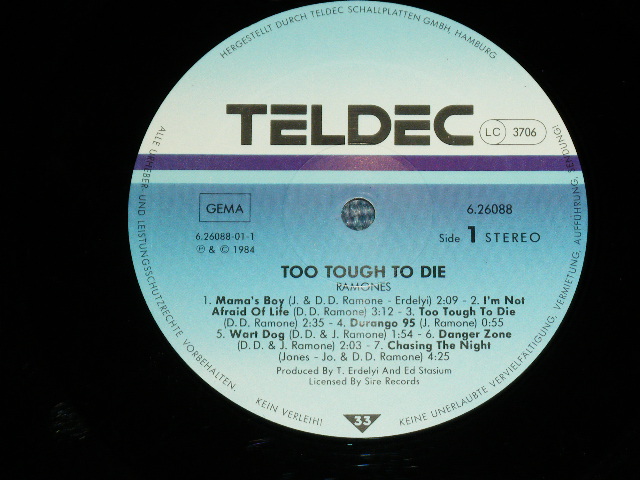 HERGESTELLT DURCH TELDEC SCHALLPLATTEN GMBH, HAMBURG
TELDEC
LC 3706
GEMA
6.26088
6.26088-01-1
Side 1 STEREO
℗ & © 1984
TOO TOUGH TO DIE
RAMONES
1. Mama's Boy (J. & D. D. Ramone - Erdelyi) 2:09 - 2. I'm Not
Afraid Of Life (D. D. Ramone) 3:12 - 3. Too Tough To Die
(D. D. Ramone) 2:35 - 4. Durango 95 (J. Ramone) 0:55
5. Wart Dog (D. D. & J. Ramone) 1:54 - 6. Danger Zone
(D. D. & J. Ramone) 2:03 - 7. Chasing The Night
(Jones - Jo. & D. D. Ramone) 4:25
Produced By T. Erdelyi And Ed Stasium
Licensed By Sire Records
33
ALLE URHEBER- UND LEISTUNGSSCHUTZRECHTE VORBEHALTEN.
KEIN VERLEIH!
KEINE UNERLAUBTE VERVIELFÄLTIGUNG, VERMIETUNG, AUFFÜHRUNG, SENDUNG!